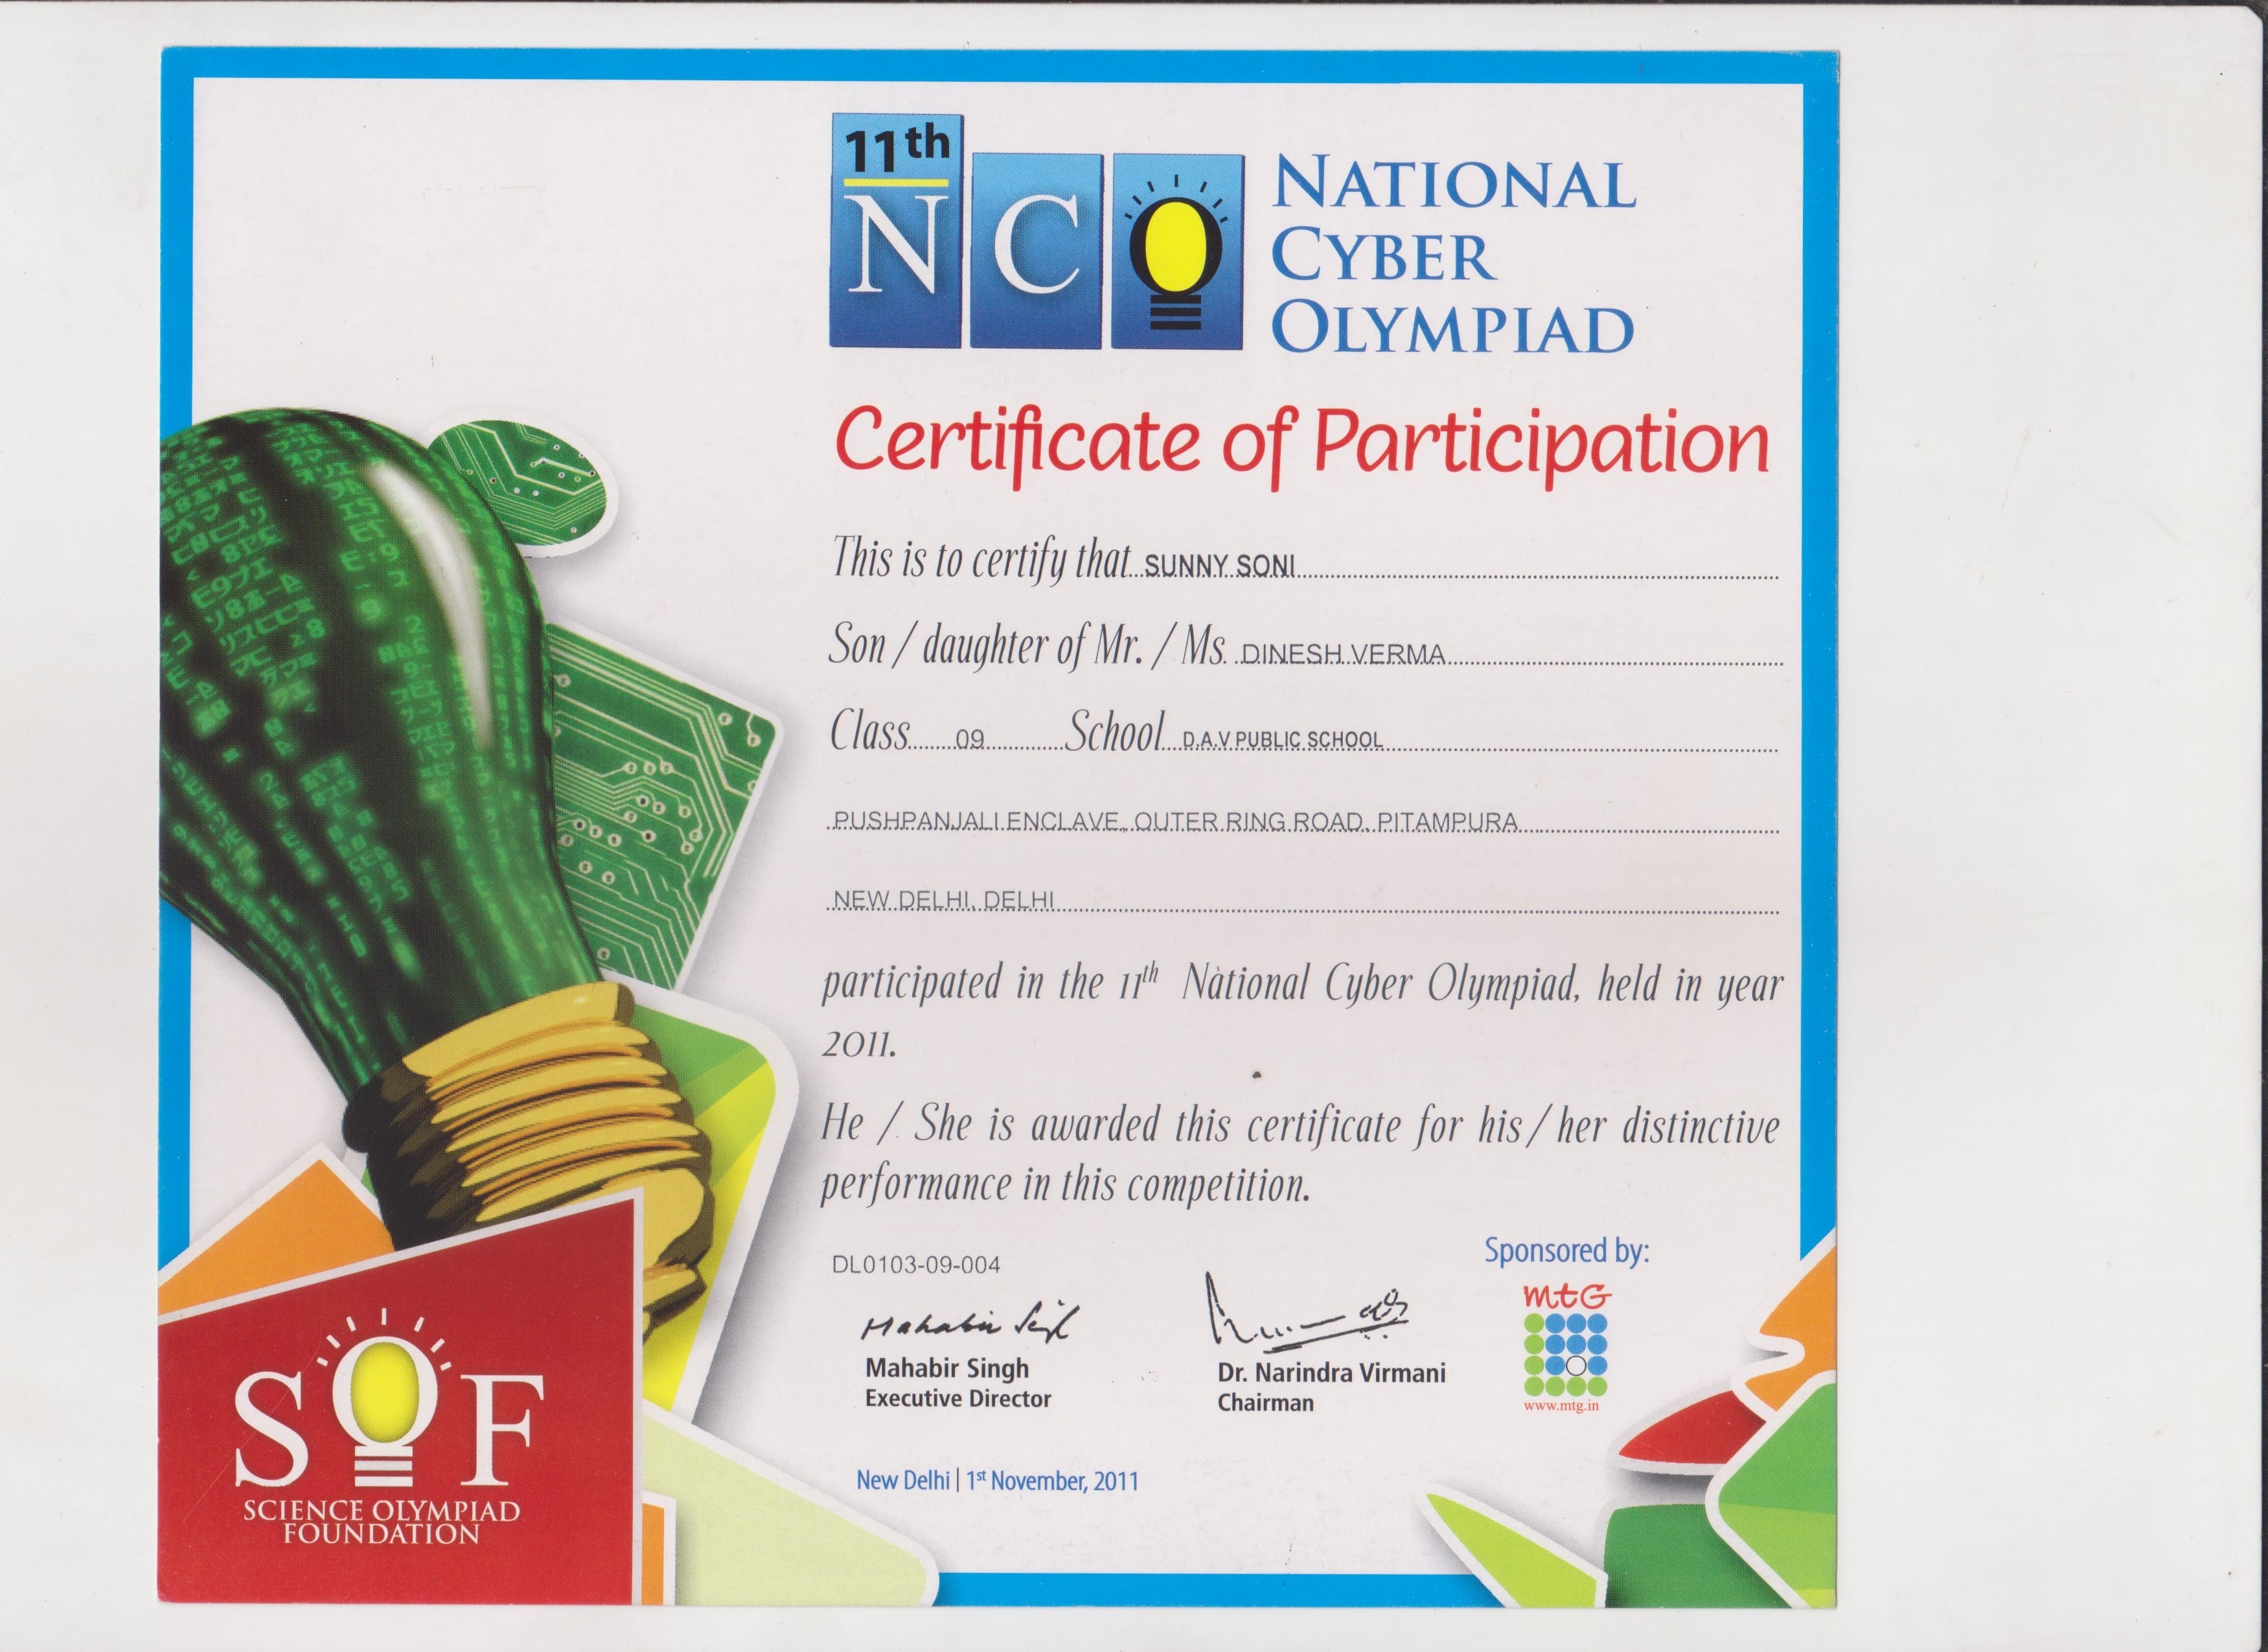 11th
NCO
NATIONAL
CYBER
OLYMPIAD
Certificate of Participation
This is to certify that SUNNY SONI
Son / daughter of Mr. / Ms. DINESH VERMA
Class 09 School D.A.V PUBLIC SCHOOL
PUSHPANJALI ENCLAVE, OUTER RING ROAD, PITAMPURA
NEW DELHI, DELHI
participated in the 11th National Cyber Olympiad, held in year
2011.
He / She is awarded this certificate for his / her distinctive
performance in this competition.
DL0103-09-004
Mahabir Singh
Mahabir Singh
Executive Director
Dr. Narindra Virmani
Chairman
Sponsored by:
mtG
www.mtg.in
New Delhi | 1st November, 2011
SOF
SCIENCE OLYMPIAD
FOUNDATION